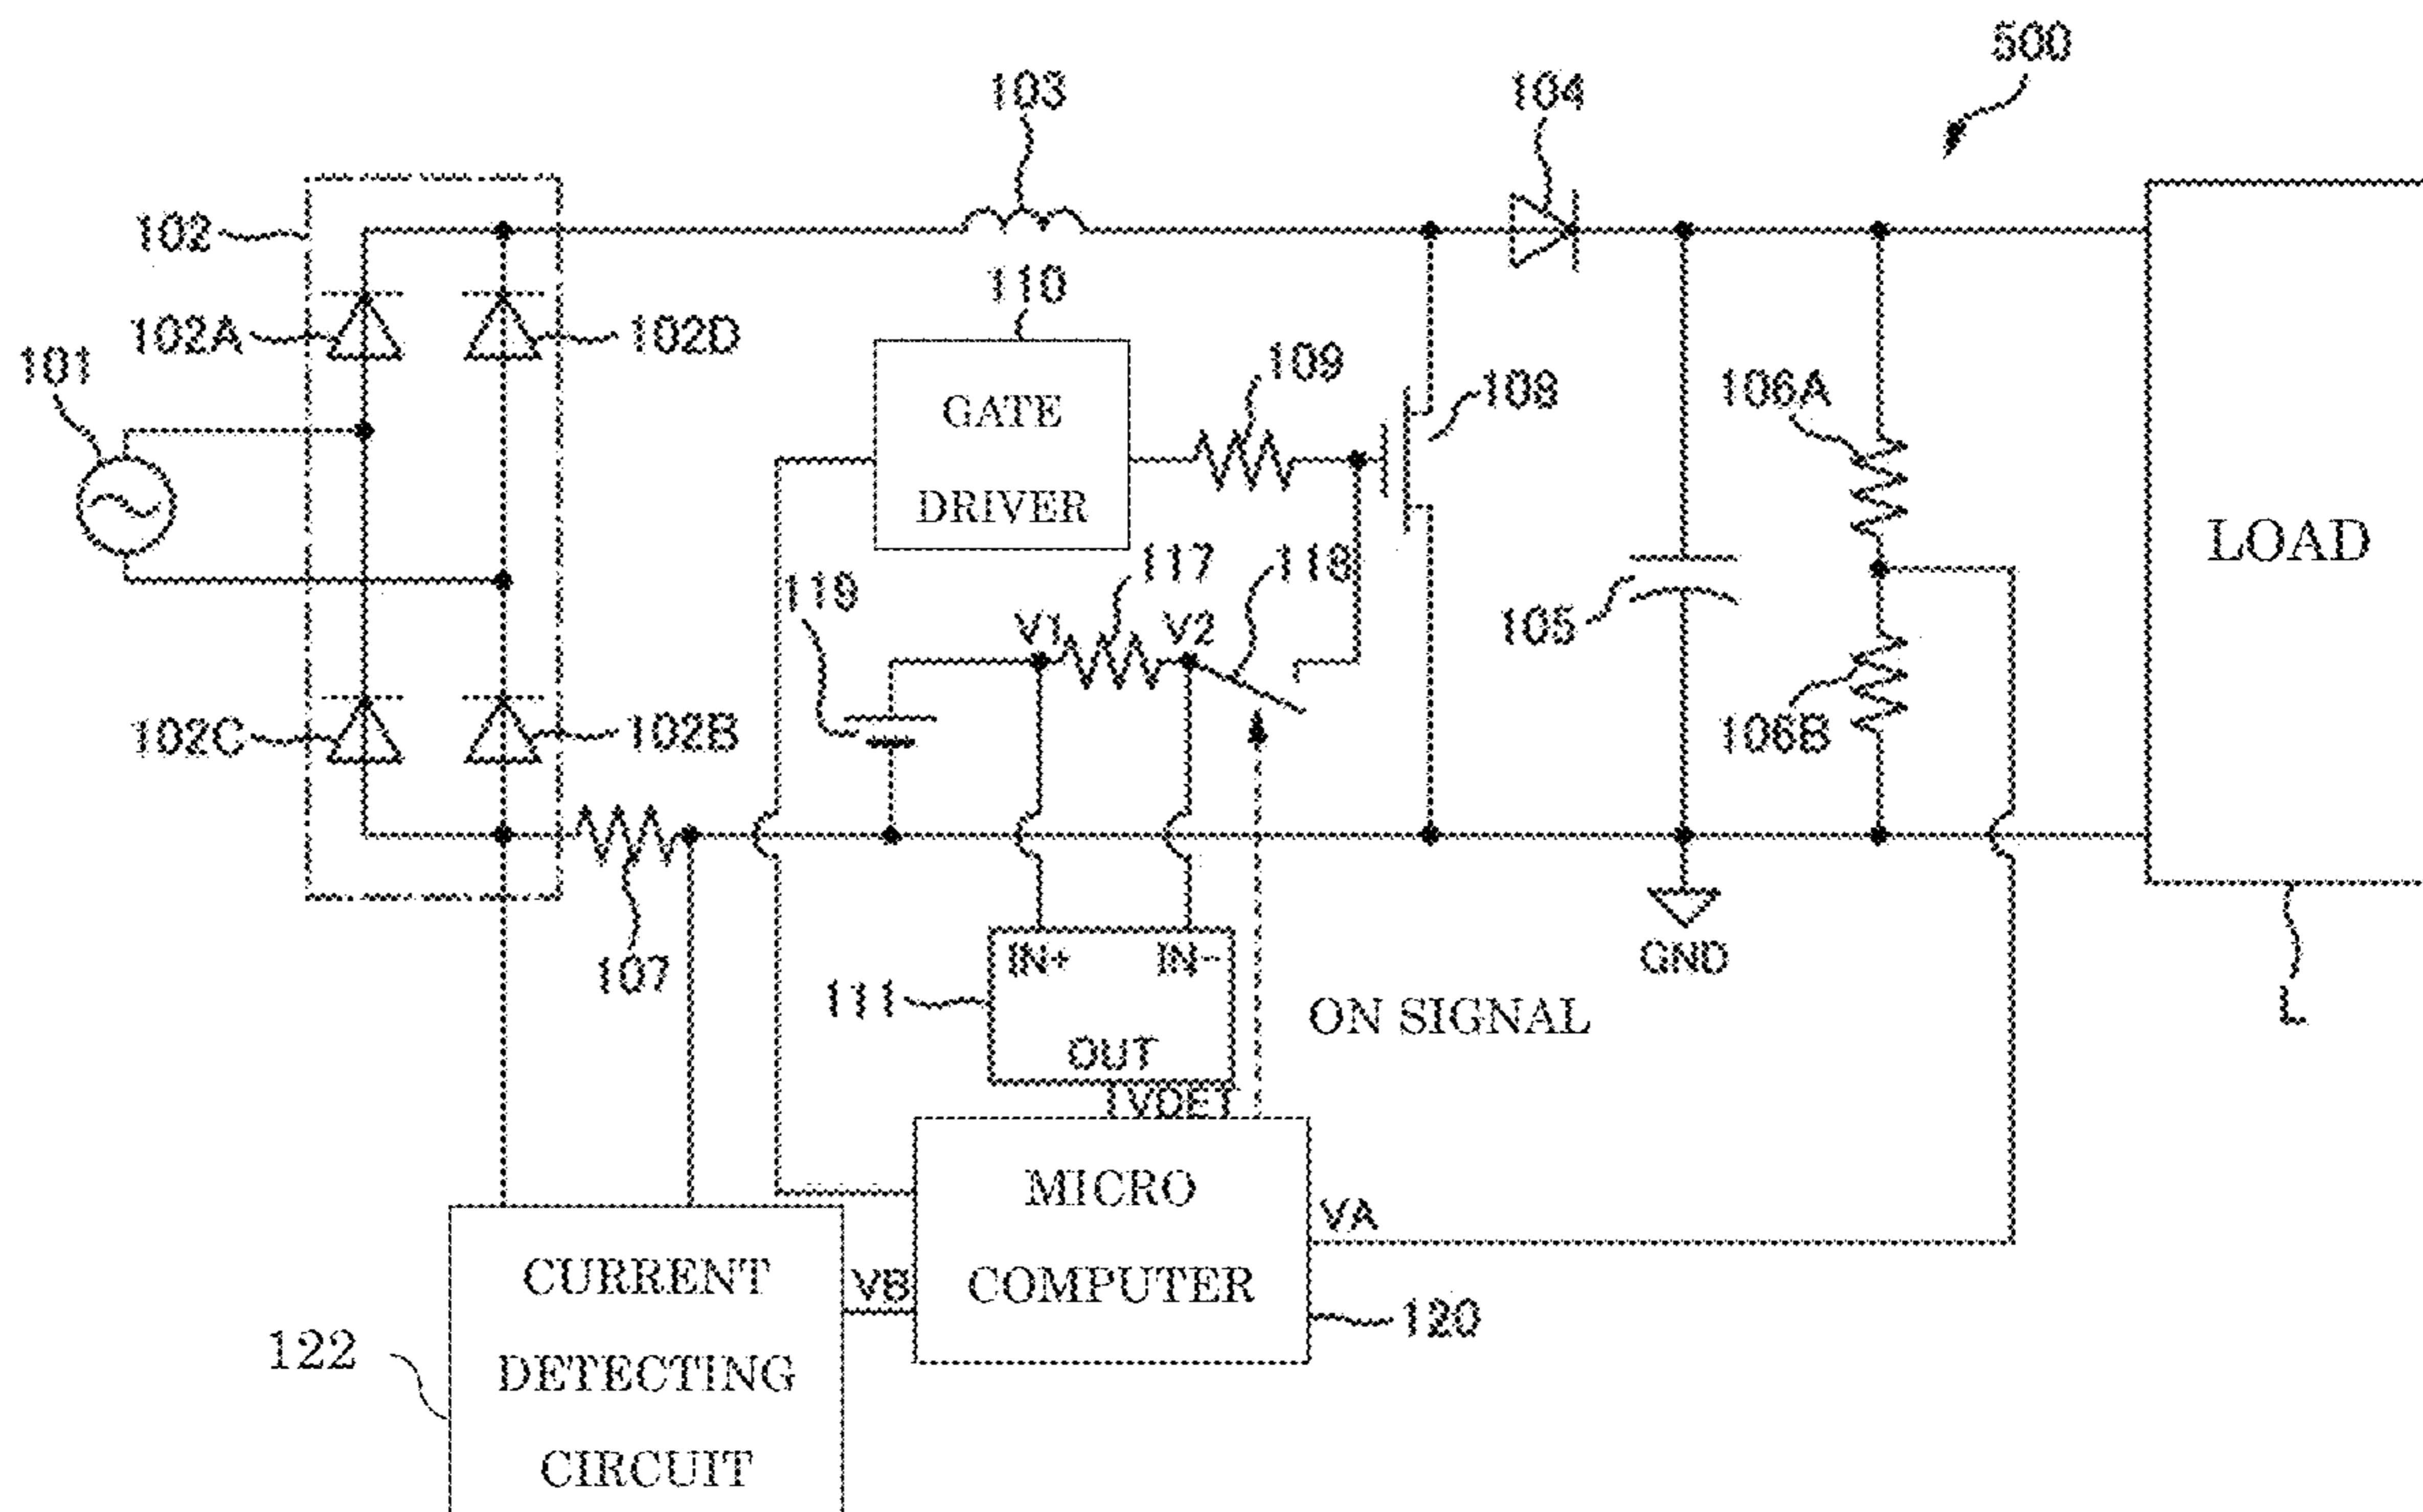 500
103
104
102
110
102A
102D
101
109
108
106A
GATE
DRIVER
LOAD
117
118
119
V1
V2
105
102C
102B
106B
107
IN+
IN-
GND
111
ON SIGNAL
L
OUT
VDET
MICRO
COMPUTER
VA
CURRENT
DETECTING
CIRCUIT
VB
120
122